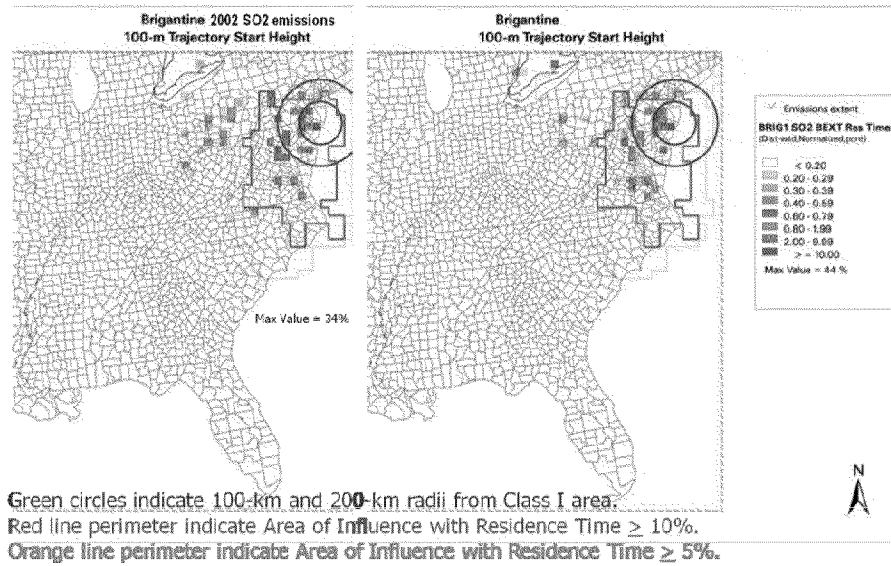 Brigantine 2002 SO2 emissions
100-m Trajectory Start Height
Brigantine
100-m Trajectory Start Height
Emissions extent
BRIG1 SO2 BEXT Res Time
(Dist-wtd,Normalized,pcnt)
< 0.20
0.20 - 0.29
0.30 - 0.39
0.40 - 0.59
0.60 - 0.79
0.80 - 1.99
2.00 - 9.99
> = 10.00
Max Value = 44 %
Max Value = 34%
N
Green circles indicate 100-km and 200-km radii from Class I area.
Red line perimeter indicate Area of Influence with Residence Time ≥ 10%.
Orange line perimeter indicate Area of Influence with Residence Time ≥ 5%.